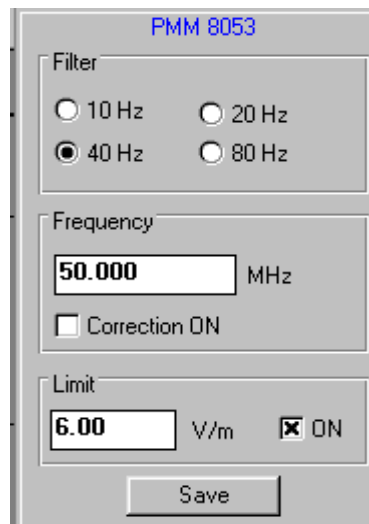 PMM 8053
Filter
10 Hz 20 Hz
40 Hz 80 Hz
Frequency
50.000 MHz
Correction ON
Limit
6.00 V/m ON
Save